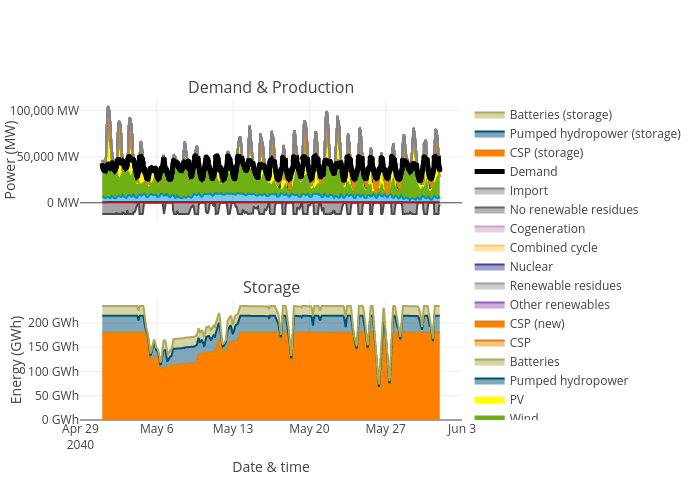 Demand & Production
100,000 MW
50,000 MW
0 MW
Power (MW)
Storage
200 GWh
150 GWh
100 GWh
50 GWh
0 GWh
Energy (GWh)
Apr 29
2040
May 6
May 13
May 20
May 27
Jun 3
Date & time
Batteries (storage)
Pumped hydropower (storage)
CSP (storage)
Demand
Import
No renewable residues
Cogeneration
Combined cycle
Nuclear
Renewable residues
Other renewables
CSP (new)
CSP
Batteries
Pumped hydropower
PV
Wind